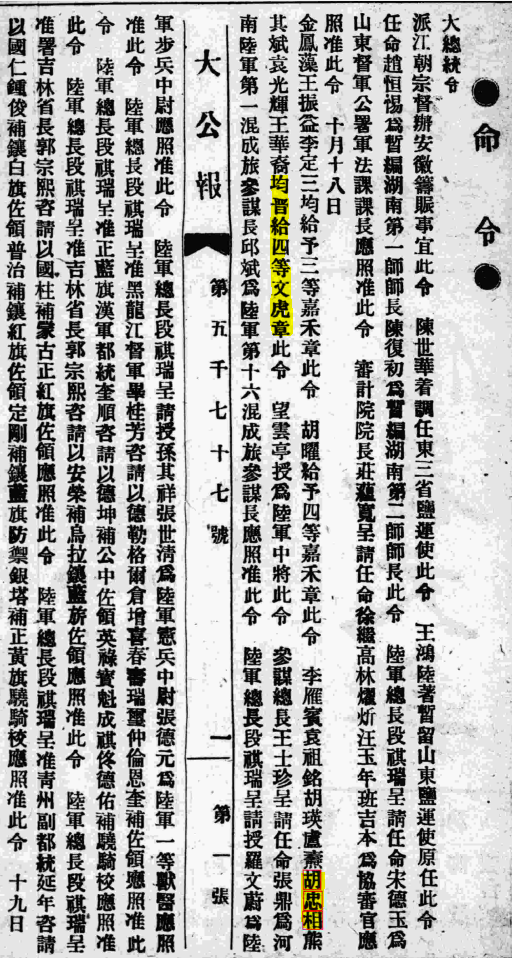 命令
大總統令
派江朝宗督辦安徽籌賑事宜此令　陳世華着調任東三省鹽運使此令　王鴻陸著暫留山東鹽運使原任此令
任命趙恒惕爲暫編湖南第一師師長陳復初爲暫編湖南第二師師長此令　陸軍總長段祺瑞呈請任命宋德玉爲
山東督軍公署軍法課課長應照准此令　審計院院長莊蘊寬呈請任命徐繼高林燿炘汪玉年班吉本爲協審官應
照准此令　十月十八日
金鳳藻王振益李定三均給予三等嘉禾章此令　胡曜給予四等嘉禾章此令　李雁賓袁祖銘胡瑛盧燾胡忠相熊
其斌袁光輝王華裔均晋給四等文虎章此令　望雲亭授爲陸軍中將此令　參謀總長王士珍呈請任命張鼎爲河
南陸軍第一混成旅參謀長邱斌爲陸軍第十六混成旅參謀長應照准此令　陸軍總長段祺瑞呈請授羅文蔚爲陸
大公報　第五千七十七號　一　第一張
軍步兵中尉應照准此令　陸軍總長段祺瑞呈請授孫其祥張世清爲陸軍憲兵中尉張德元爲陸軍一等獸醫應照
准此令　陸軍總長段祺瑞呈准黑龍江督軍畢桂芳咨請以德勒格爾倉增喜春壽瑞璽仲倫恩奎補佐領應照准此
令　陸軍總長段祺瑞呈准正藍旗漢軍都統奎順咨請以德坤補公中佐領英祿寳魁成祺佟德佑補驍騎校應照准
此令　陸軍總長段祺瑞呈准吉林省長郭宗熙咨請以安榮補烏拉鑲藍旂佐領應照准此令　陸軍總長段祺瑞呈
准署吉林省長郭宗熙咨請以國柱補蒙古正紅旗佐領應照准此令　陸軍總長段祺瑞呈准青州副都統延年咨請
以國仁鍾俊補鑲白旗佐領普治補鑲紅旗佐領定剛補鑲藍旗防禦銀塔補正黃旗驍騎校應照准此令　十九日